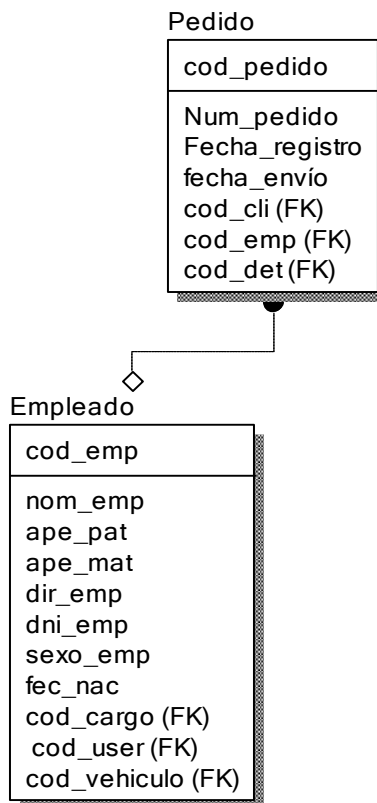 Pedido
cod_pedido
Num_pedido
Fecha_registro
fecha_envío
cod_cli (FK)
cod_emp (FK)
cod_det (FK)
Empleado
cod_emp
nom_emp
ape_pat
ape_mat
dir_emp
dni_emp
sexo_emp
fec_nac
cod_cargo (FK)
cod_user (FK)
cod_vehiculo (FK)